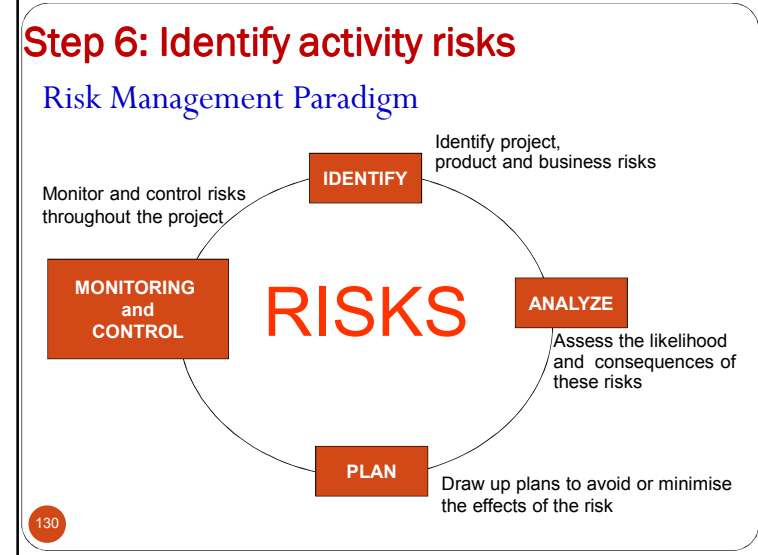 Step 6: Identify activity risks
Risk Management Paradigm
IDENTIFY
Identify project,
product and business risks
Monitor and control risks
throughout the project
MONITORING
and
CONTROL
RISKS
ANALYZE
Assess the likelihood
and consequences of
these risks
PLAN
Draw up plans to avoid or minimise
the effects of the risk
130